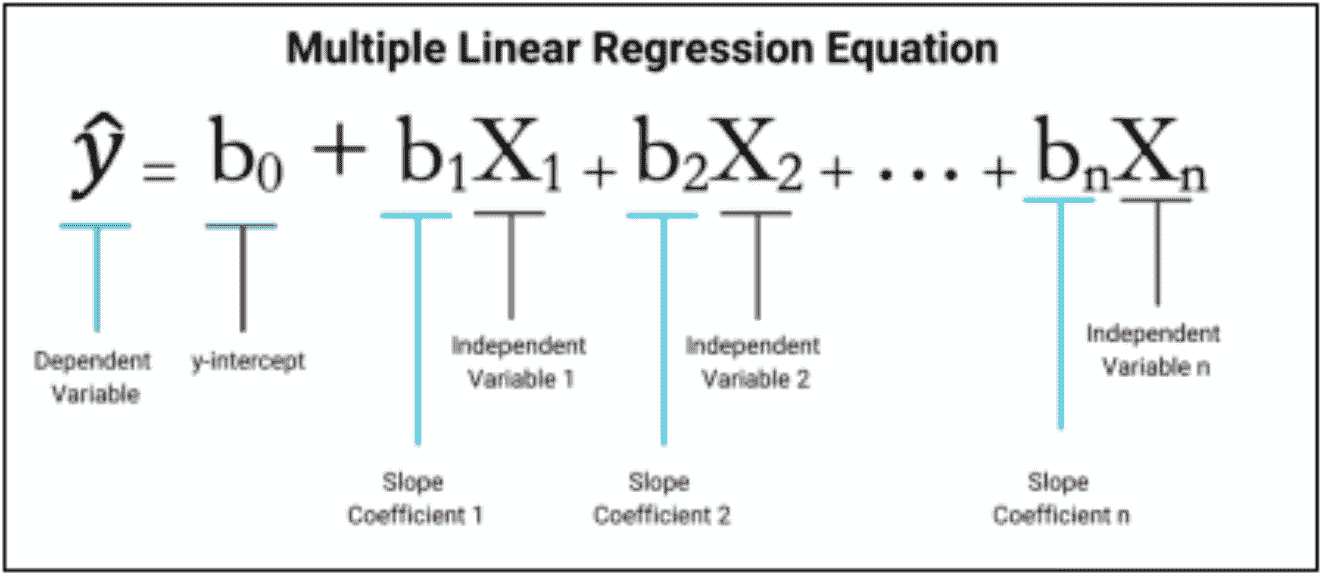 Multiple Linear Regression Equation
ŷ = b₀ + b₁X₁ + b₂X₂ + ... + bₙXₙ
Dependent
Variable
y-intercept
Independent
Variable 1
Independent
Variable 2
Independent
Variable n
Slope
Coefficient 1
Slope
Coefficient 2
Slope
Coefficient n